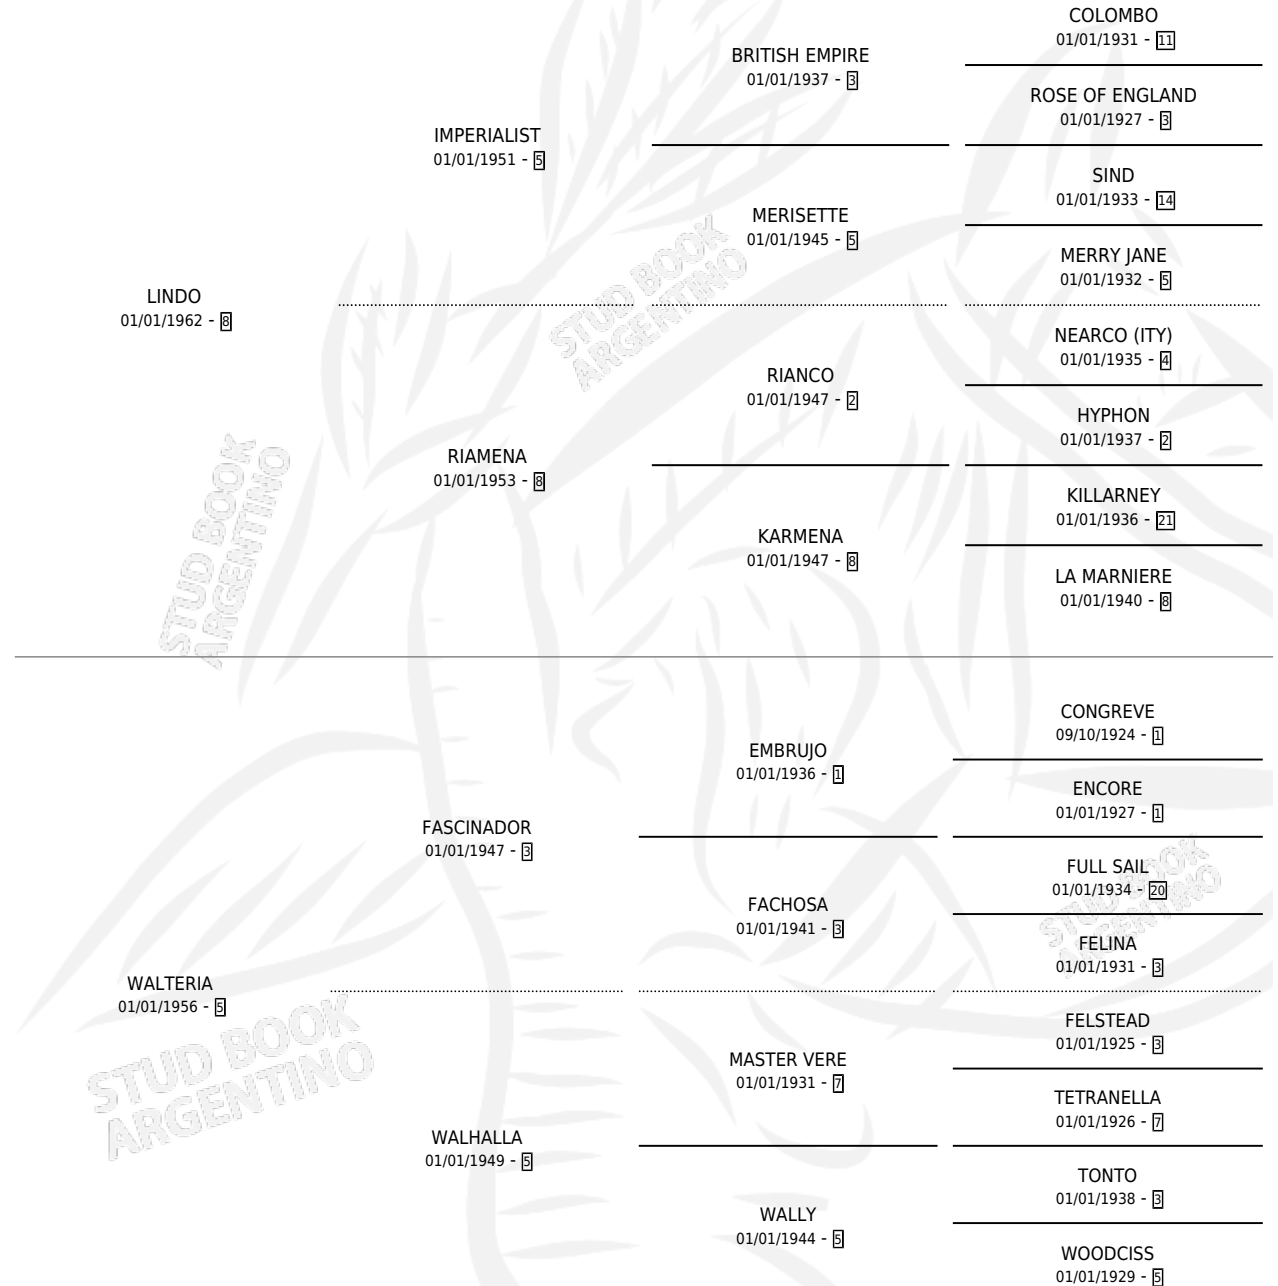 COLOMBO
01/01/1931 - 11
BRITISH EMPIRE
01/01/1937 - 3
ROSE OF ENGLAND
01/01/1927 - 3
IMPERIALIST
01/01/1951 - 5
SIND
01/01/1933 - 14
MERISETTE
01/01/1945 - 5
MERRY JANE
01/01/1932 - 5
LINDO
01/01/1962 - 8
NEARCO (ITY)
01/01/1935 - 4
RIANCO
01/01/1947 - 2
HYPHON
01/01/1937 - 2
RIAMENA
01/01/1953 - 8
KILLARNEY
01/01/1936 - 21
KARMENA
01/01/1947 - 8
LA MARNIERE
01/01/1940 - 8
CONGREVE
09/10/1924 - 1
EMBRUJO
01/01/1936 - 1
ENCORE
01/01/1927 - 1
FASCINADOR
01/01/1947 - 3
FULL SAIL
01/01/1934 - 20
FACHOSA
01/01/1941 - 3
FELINA
01/01/1931 - 3
WALTERIA
01/01/1956 - 5
FELSTEAD
01/01/1925 - 3
MASTER VERE
01/01/1931 - 7
TETRANELLA
01/01/1926 - 7
WALHALLA
01/01/1949 - 5
TONTO
01/01/1938 - 3
WALLY
01/01/1944 - 5
WOODCISS
01/01/1929 - 5
STUD BOOK
ARGENTINO
STUD BOOK
ARGENTINO
STUD BOOK
ARGENTINO
STUD BOOK
ARGENTINO